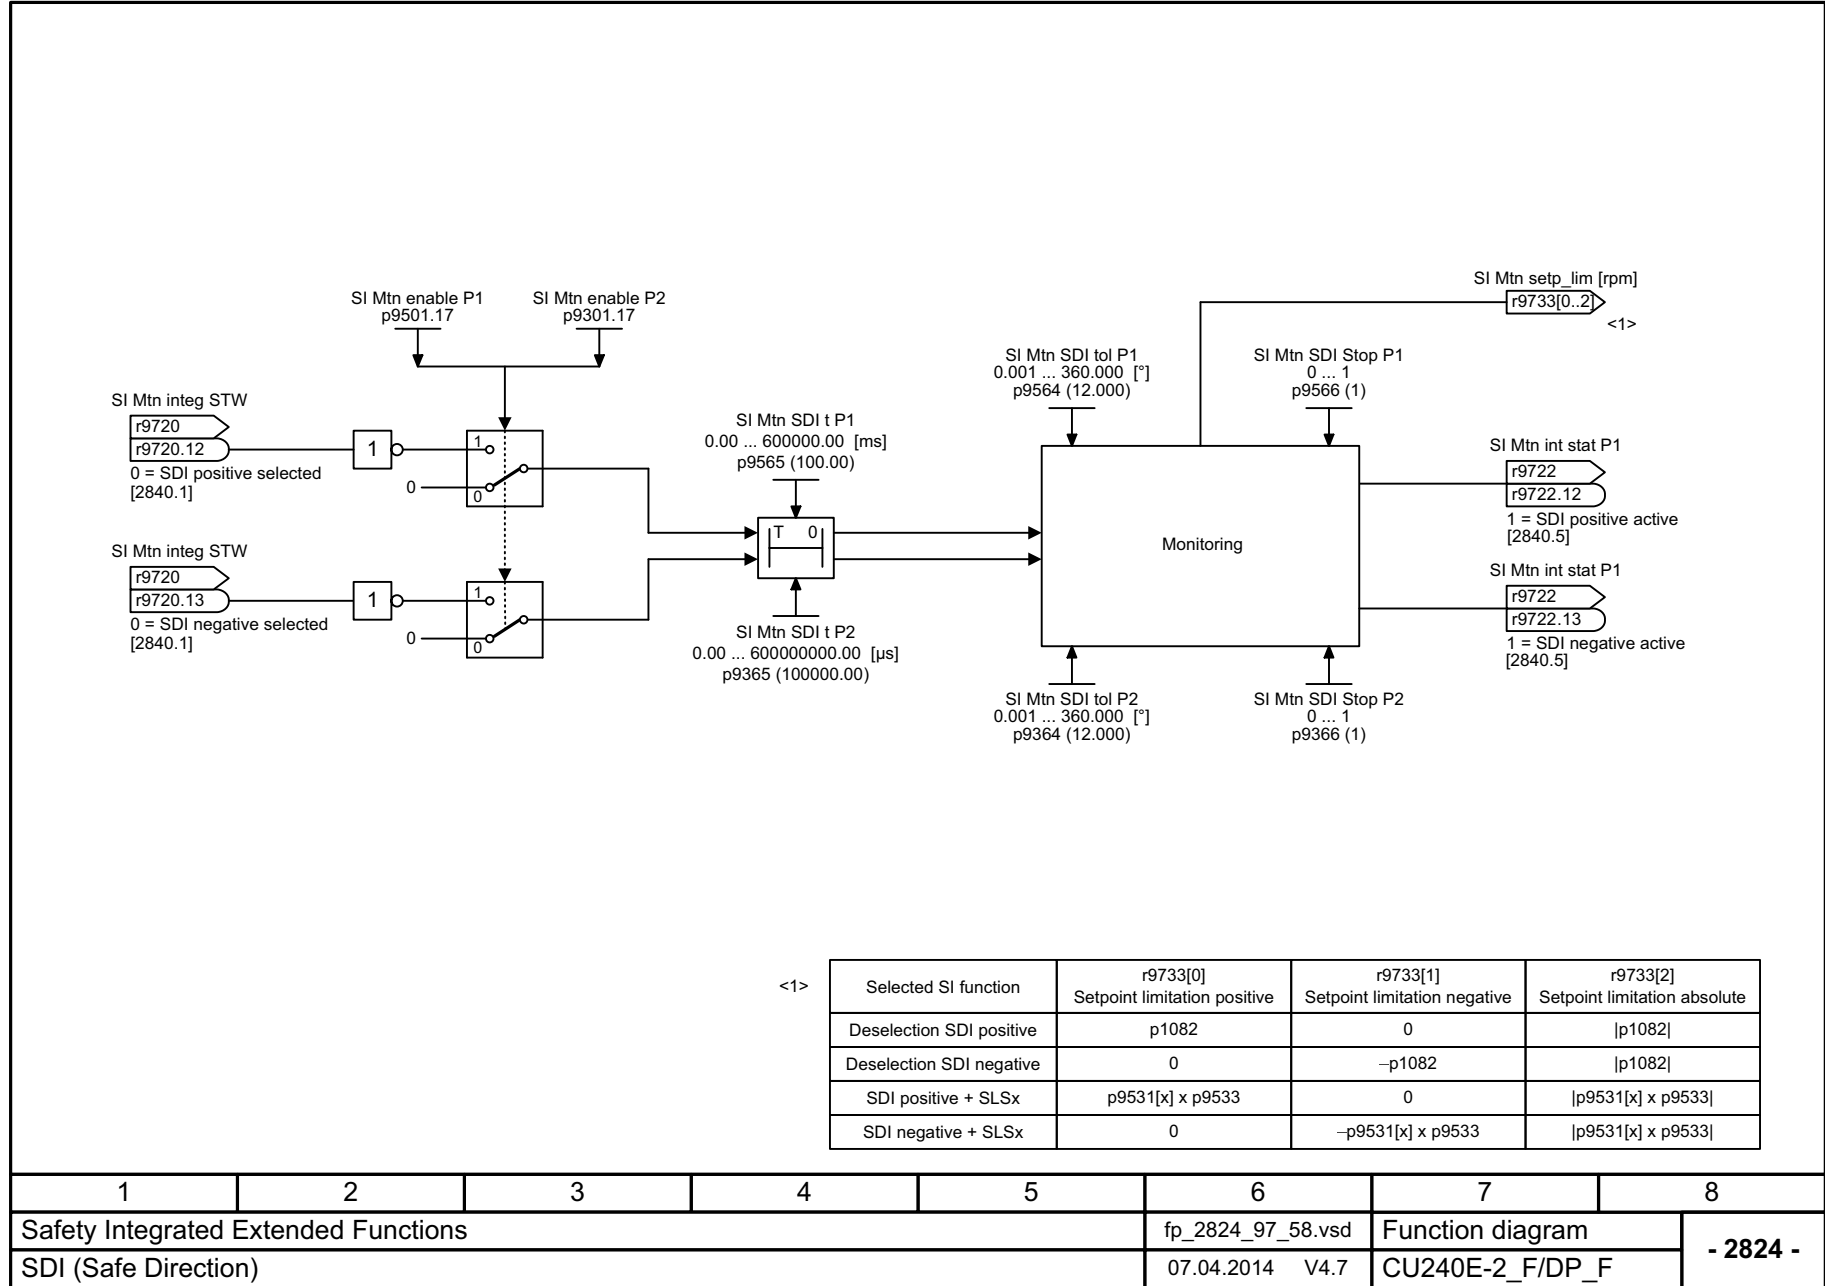 SI Mtn setp_lim [rpm]
r9733[0..2]
<1>
SI Mtn enable P1
p9501.17
SI Mtn enable P2
p9301.17
SI Mtn integ STW
r9720
r9720.12
0 = SDI positive selected
[2840.1]
1
1
0
0
SI Mtn integ STW
r9720
r9720.13
0 = SDI negative selected
[2840.1]
1
1
0
0
SI Mtn SDI t P1
0.00 ... 600000.00 [ms]
p9565 (100.00)
T 0
SI Mtn SDI t P2
0.00 ... 600000000.00 [µs]
p9365 (100000.00)
SI Mtn SDI tol P1
0.001 ... 360.000 [°]
p9564 (12.000)
SI Mtn SDI Stop P1
0 ... 1
p9566 (1)
Monitoring
SI Mtn SDI tol P2
0.001 ... 360.000 [°]
p9364 (12.000)
SI Mtn SDI Stop P2
0 ... 1
p9366 (1)
SI Mtn int stat P1
r9722
r9722.12
1 = SDI positive active
[2840.5]
SI Mtn int stat P1
r9722
r9722.13
1 = SDI negative active
[2840.5]
<1>
Selected SI function
r9733[0]
Setpoint limitation positive
r9733[1]
Setpoint limitation negative
r9733[2]
Setpoint limitation absolute
Deselection SDI positive p1082 0 |p1082|
Deselection SDI negative 0 –p1082 |p1082|
SDI positive + SLSx p9531[x] x p9533 0 |p9531[x] x p9533|
SDI negative + SLSx 0 –p9531[x] x p9533 |p9531[x] x p9533|
1 2 3 4 5 6 7 8
Safety Integrated Extended Functions fp_2824_97_58.vsd Function diagram
- 2824 -
SDI (Safe Direction) 07.04.2014 V4.7 CU240E-2_F/DP_F